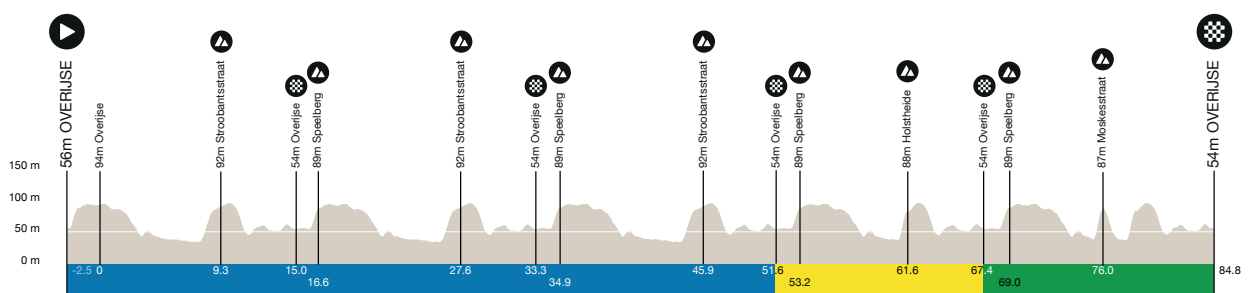 56m OVERIJSE
94m Overijse
92m Stroobantsstraat
54m Overijse
89m Speelberg
92m Stroobantsstraat
54m Overijse
89m Speelberg
92m Stroobantsstraat
54m Overijse
89m Speelberg
88m Holstheide
54m Overijse
89m Speelberg
87m Moskesstraat
54m OVERIJSE
150 m
100 m
50 m
0 m
-2.5 0 9.3 15.0 27.6 33.3 45.9 51.6 61.6 67.4 76.0 84.8
16.6 34.9 53.2 69.0